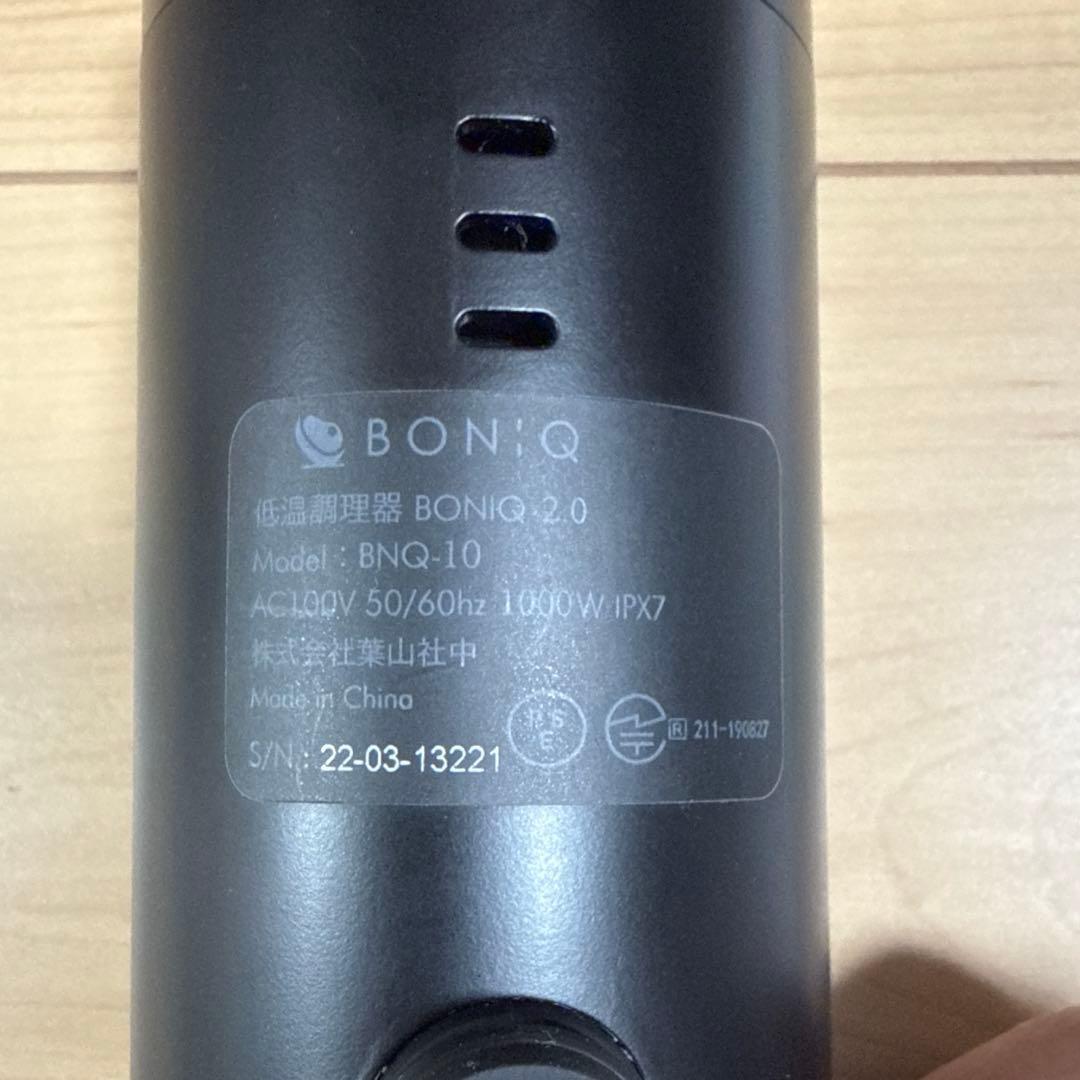 BONIQ
低温調理器 BONIQ 2.0
Model : BNQ-10
AC100V 50/60hz 1000W IPX7
株式会社葉山社中
Made in China
PSE
R 211-190827
S/N. : 22-03-13221